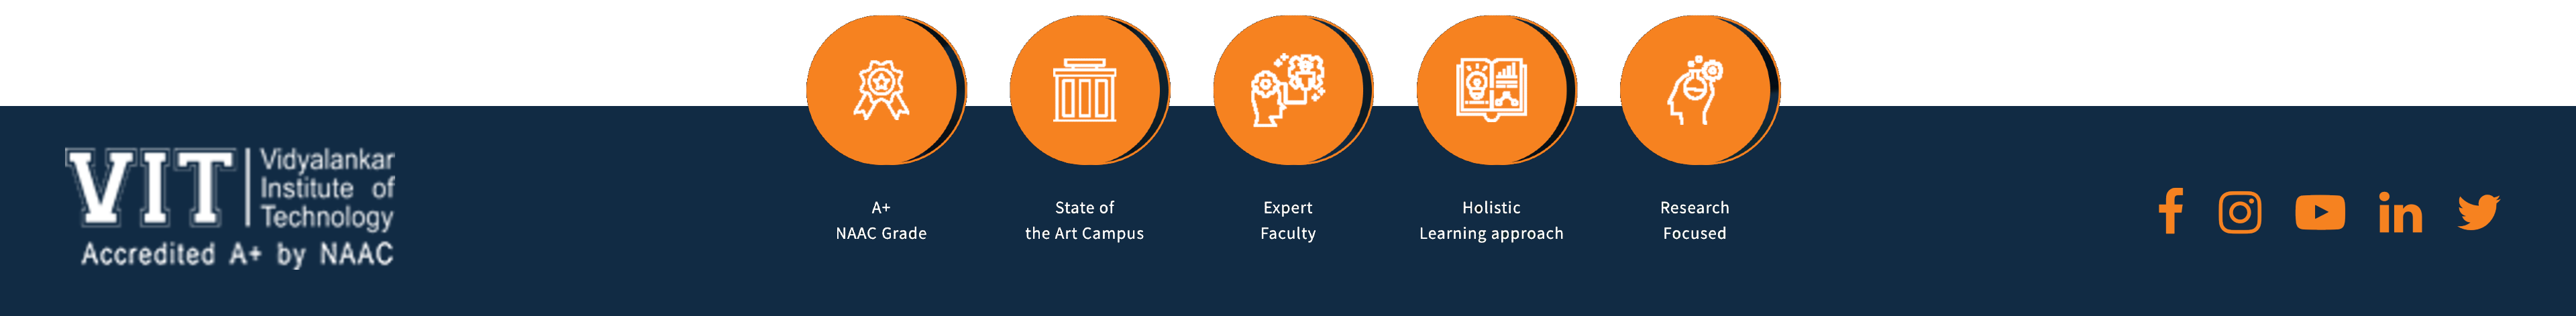 VIT
Vidyalankar
Institute of
Technology
Accredited A+ by NAAC
A+
NAAC Grade
State of
the Art Campus
Expert
Faculty
Holistic
Learning approach
Research
Focused